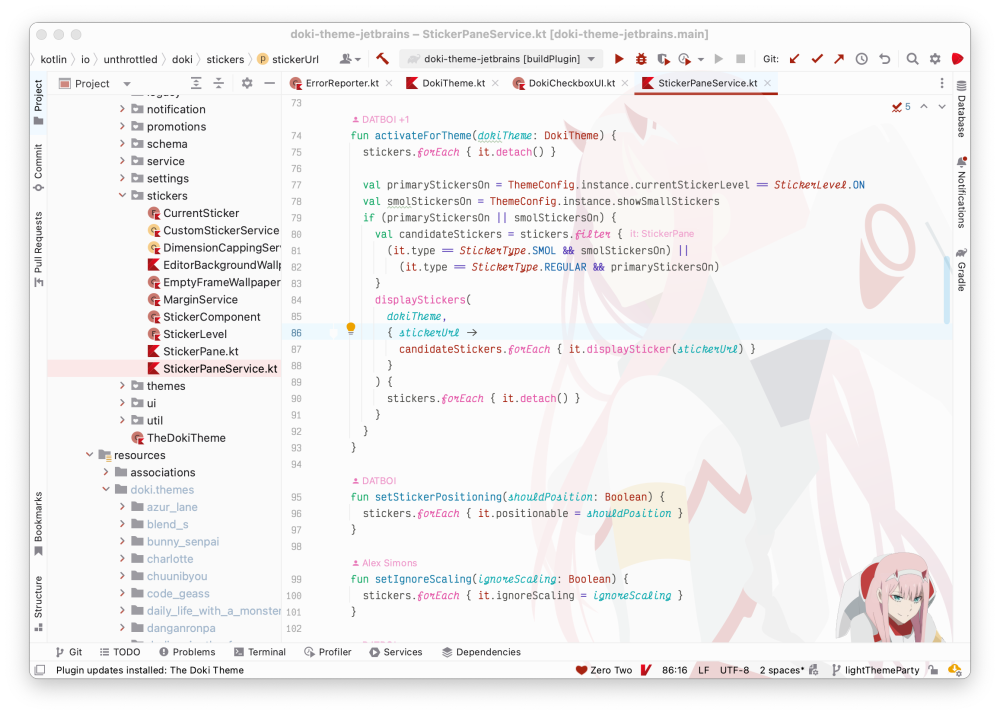 doki-theme-jetbrains – StickerPaneService.kt [doki-theme-jetbrains.main]
kotlin › io › unthrottled › doki › stickers › stickerUrl
doki-theme-jetbrains [buildPlugin]
Git:
Project
ErrorReporter.kt
DokiTheme.kt
DokiCheckboxUI.kt
StickerPaneService.kt
Project
Commit
Pull Requests
Bookmarks
Structure
notification
promotions
schema
service
settings
stickers
CurrentSticker
CustomStickerService
DimensionCappingSer
EditorBackgroundWallp
EmptyFrameWallpaper
MarginService
StickerComponent
StickerLevel
StickerPane.kt
StickerPaneService.kt
themes
ui
util
TheDokiTheme
resources
associations
doki.themes
azur_lane
blend_s
bunny_senpai
charlotte
chuunibyou
code_geass
daily_life_with_a_monster
danganronpa
5
73
DATBOI +1
74 fun activateForTheme(dokiTheme: DokiTheme) {
75 stickers.forEach { it.detach() }
76
77 val primaryStickersOn = ThemeConfig.instance.currentStickerLevel == StickerLevel.ON
78 val smolStickersOn = ThemeConfig.instance.showSmallStickers
79 if (primaryStickersOn || smolStickersOn) {
80 val candidateStickers = stickers.filter { it: StickerPane
81 (it.type == StickerType.SMOL && smolStickersOn) ||
82 (it.type == StickerType.REGULAR && primaryStickersOn)
83 }
84 displayStickers(
85 dokiTheme,
86 { stickerUrl ->
87 candidateStickers.forEach { it.displaySticker(stickerUrl) }
88 }
89 ) {
90 stickers.forEach { it.detach() }
91 }
92 }
93 }
94
DATBOI
95 fun setStickerPositioning(shouldPosition: Boolean) {
96 stickers.forEach { it.positionable = shouldPosition }
97 }
98
Alex Simons
99 fun setIgnoreScaling(ignoreScaling: Boolean) {
100 stickers.forEach { it.ignoreScaling = ignoreScaling }
101 }
102
Database
Notifications
Gradle
Git
TODO
Problems
Terminal
Profiler
Services
Dependencies
Plugin updates installed: The Doki Theme
Zero Two
86:16
LF
UTF-8
2 spaces*
lightThemeParty